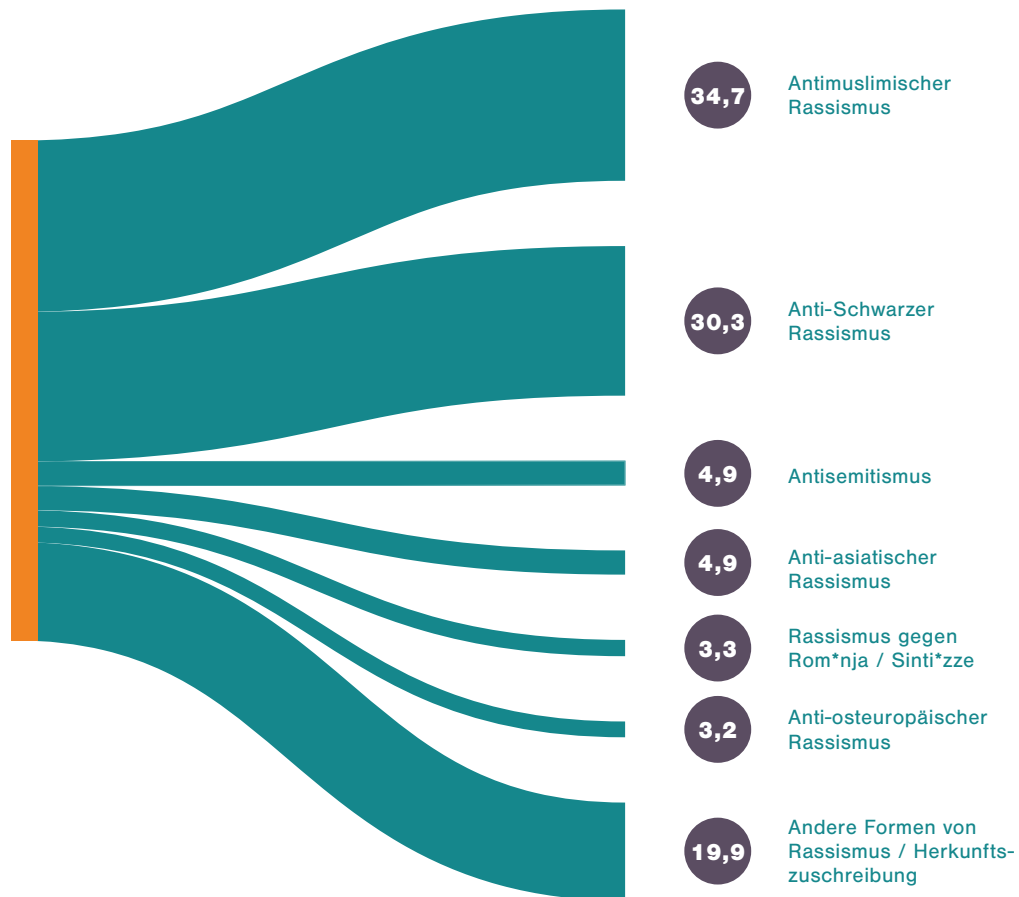 34,7
Antimuslimischer
Rassismus
30,3
Anti-Schwarzer
Rassismus
4,9
Antisemitismus
4,9
Anti-asiatischer
Rassismus
3,3
Rassismus gegen
Rom*nja / Sinti*zze
3,2
Anti-osteuropäischer
Rassismus
19,9
Andere Formen von
Rassismus / Herkunfts-
zuschreibung